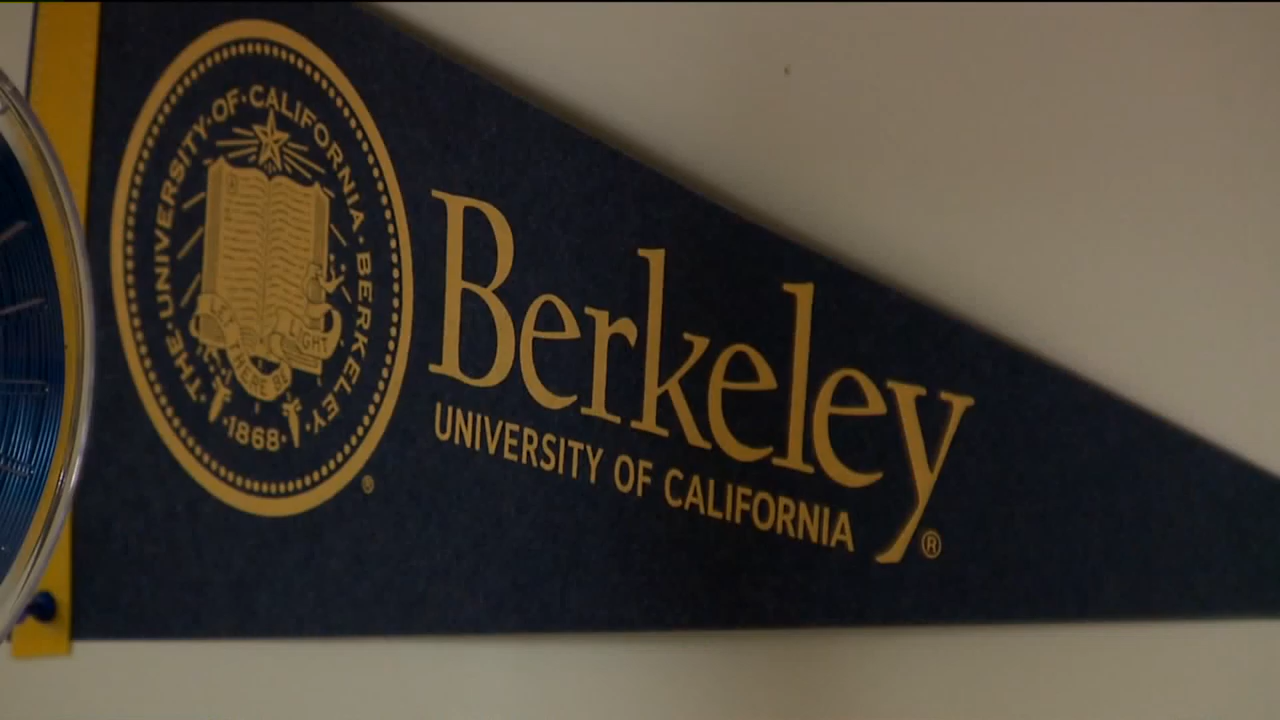 THE·UNIVERSITY·OF·CALIFORNIA·BERKELEY
LET THERE BE LIGHT
·1868·
®
Berkeley
UNIVERSITY OF CALIFORNIA
®